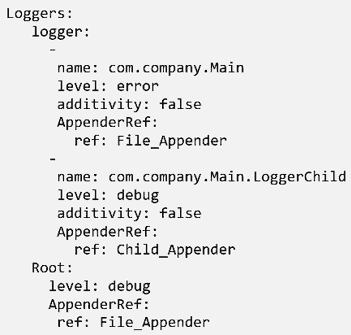 Loggers:
logger:
-
name: com.company.Main
level: error
additivity: false
AppenderRef:
ref: File_Appender
-
name: com.company.Main.LoggerChild
level: debug
additivity: false
AppenderRef:
ref: Child_Appender
Root:
level: debug
AppenderRef:
ref: File_Appender